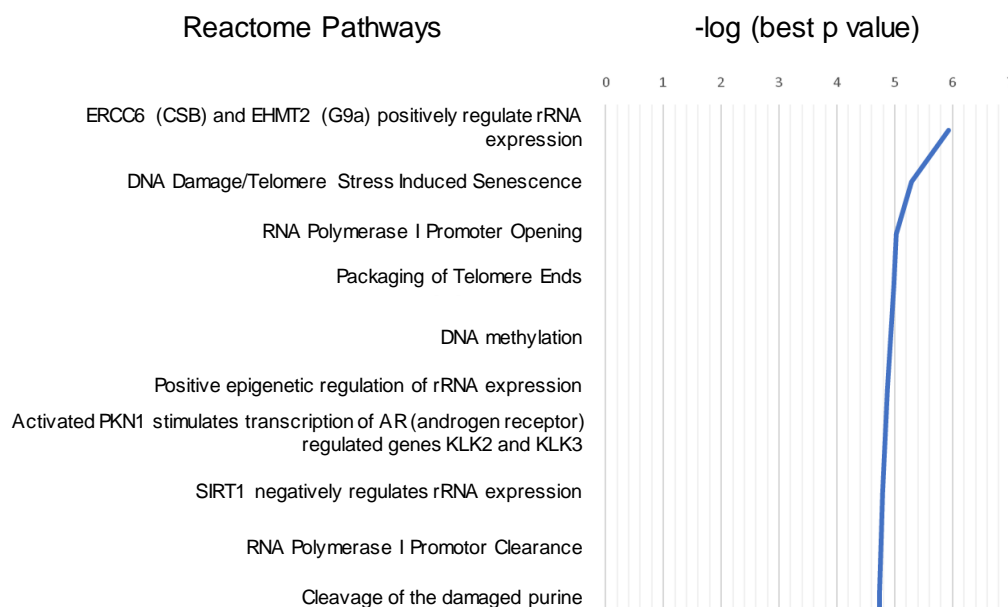 Reactome Pathways
-log (best p value)
0 1 2 3 4 5 6
ERCC6 (CSB) and EHMT2 (G9a) positively regulate rRNA
expression
DNA Damage/Telomere Stress Induced Senescence
RNA Polymerase I Promoter Opening
Packaging of Telomere Ends
DNA methylation
Positive epigenetic regulation of rRNA expression
Activated PKN1 stimulates transcription of AR (androgen receptor)
regulated genes KLK2 and KLK3
SIRT1 negatively regulates rRNA expression
RNA Polymerase I Promotor Clearance
Cleavage of the damaged purine